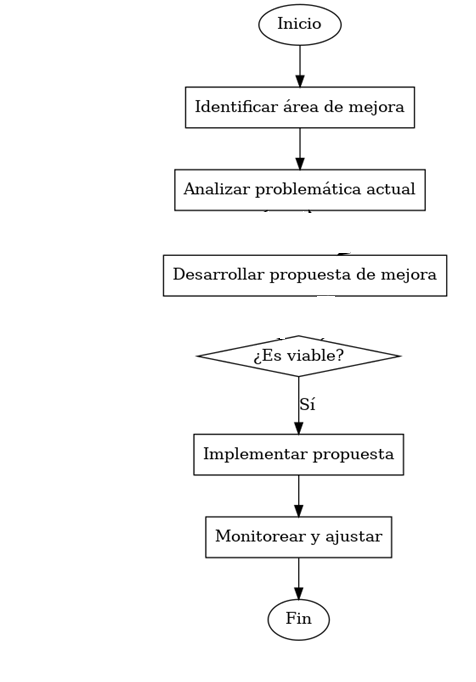 Inicio
Identificar área de mejora
Analizar problemática actual
Desarrollar propuesta de mejora
¿Es viable?
Sí
Implementar propuesta
Monitorear y ajustar
Fin